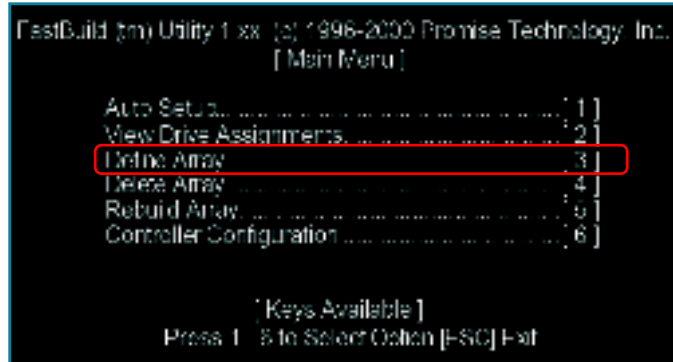 FastBuild (tm) Utility 1.xx (c) 1996-2000 Promise Technology, Inc.
[ Main Menu ]
Auto Setup.......................................[ 1 ]
View Drive Assignments...........................[ 2 ]
Define Array.....................................[ 3 ]
Delete Array.....................................[ 4 ]
Rebuild Array....................................[ 5 ]
Controller Configuration.........................[ 6 ]
[ Keys Available ]
Press 1..6 to Select Option [ESC] Exit